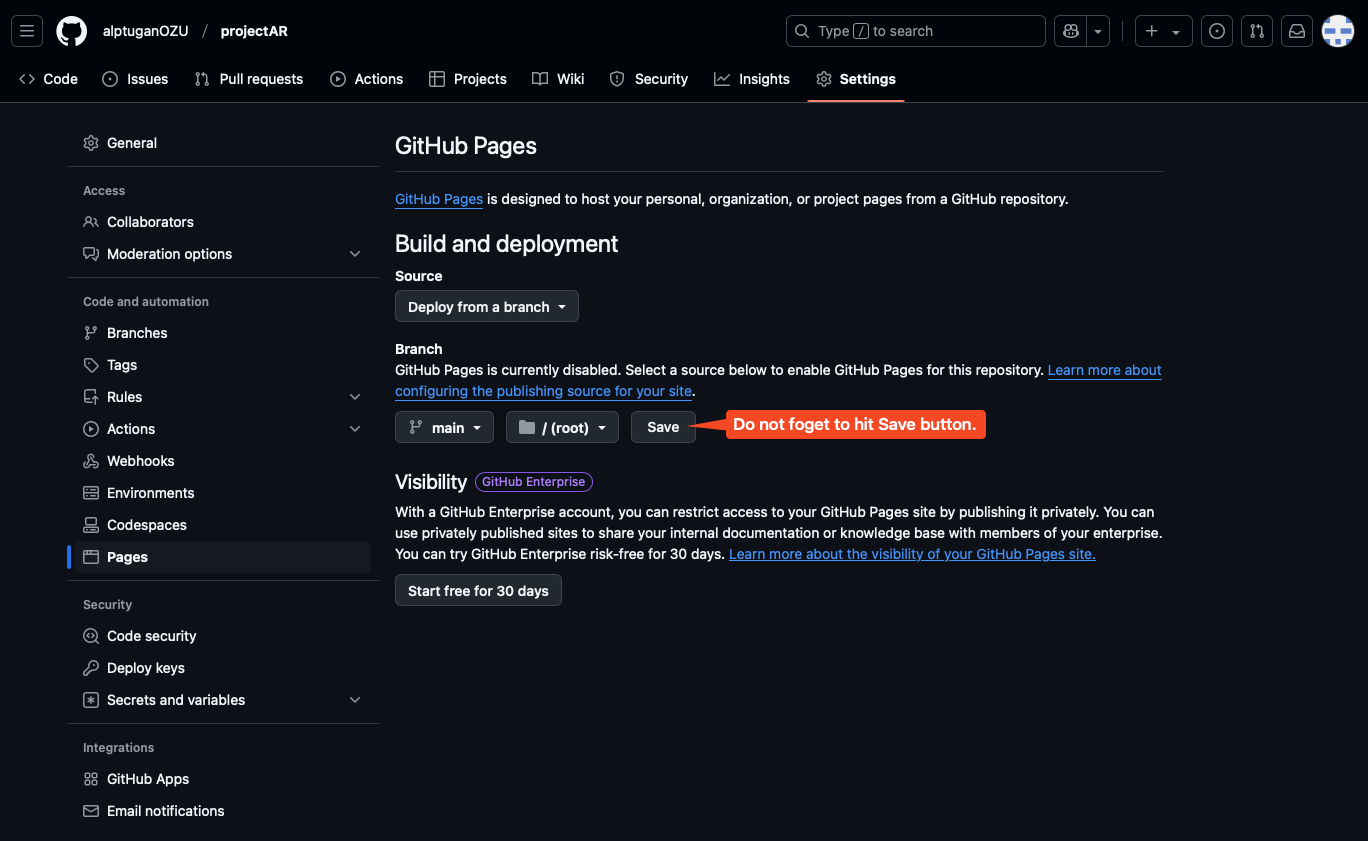 alptuganOZU / projectAR
Type / to search
Code Issues Pull requests Actions Projects Wiki Security Insights Settings
General
Access
Collaborators
Moderation options
Code and automation
Branches
Tags
Rules
Actions
Webhooks
Environments
Codespaces
Pages
Security
Code security
Deploy keys
Secrets and variables
Integrations
GitHub Apps
Email notifications
GitHub Pages
GitHub Pages is designed to host your personal, organization, or project pages from a GitHub repository.
Build and deployment
Source
Deploy from a branch
Branch
GitHub Pages is currently disabled. Select a source below to enable GitHub Pages for this repository. Learn more about
configuring the publishing source for your site.
main / (root) Save Do not foget to hit Save button.
Visibility GitHub Enterprise
With a GitHub Enterprise account, you can restrict access to your GitHub Pages site by publishing it privately. You can
use privately published sites to share your internal documentation or knowledge base with members of your enterprise.
You can try GitHub Enterprise risk-free for 30 days. Learn more about the visibility of your GitHub Pages site.
Start free for 30 days